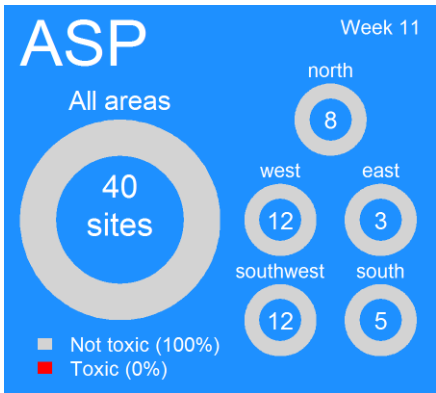 ASP
Week 11
All areas
40
sites
north
8
west
12
east
3
southwest
12
south
5
Not toxic (100%)
Toxic (0%)